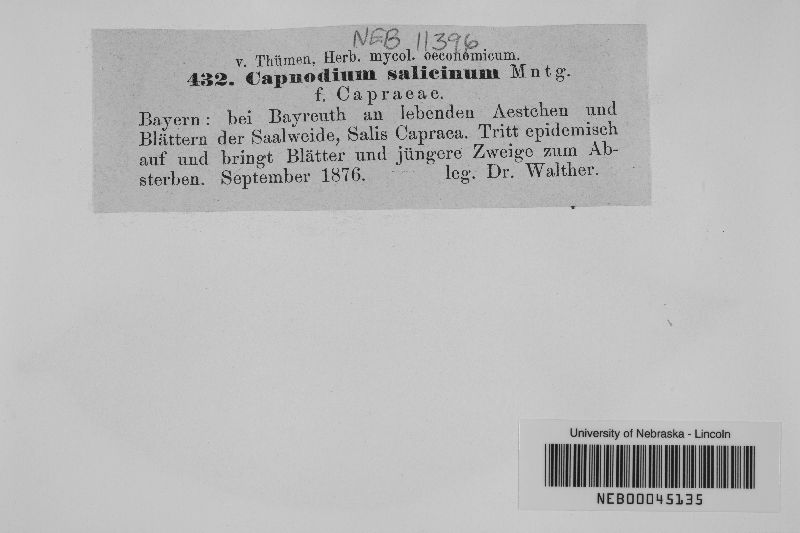 NEB 11396
v. Thümen, Herb. mycol. oeconomicum.
432. Capnodium salicinum Mntg.
f. Capraeae.
Bayern: bei Bayreuth an lebenden Aestchen und
Blättern der Saalweide, Salis Capraea. Tritt epidemisch
auf und bringt Blätter und jüngere Zweige zum Ab-
sterben. September 1876. leg. Dr. Walther.
University of Nebraska - Lincoln
NEB00045135